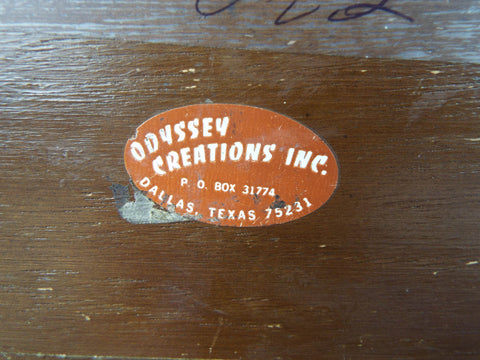 ODYSSEY
CREATIONS INC.
P. O. BOX 31774
DALLAS, TEXAS 75231